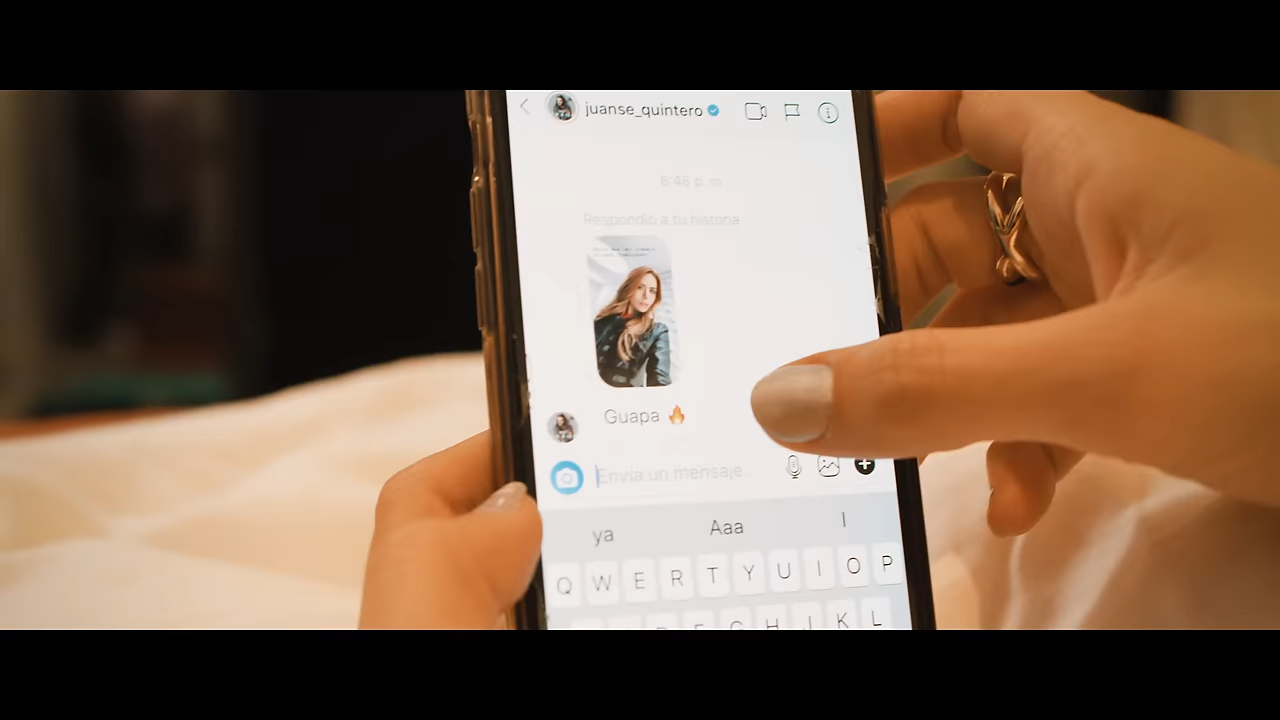 juanse_quintero
6:48 p. m
Respondió a tu historia
Guapa 🔥
Envía un mensaje...
ya Aaa I
Q W E R T Y U I O P
G H J K L